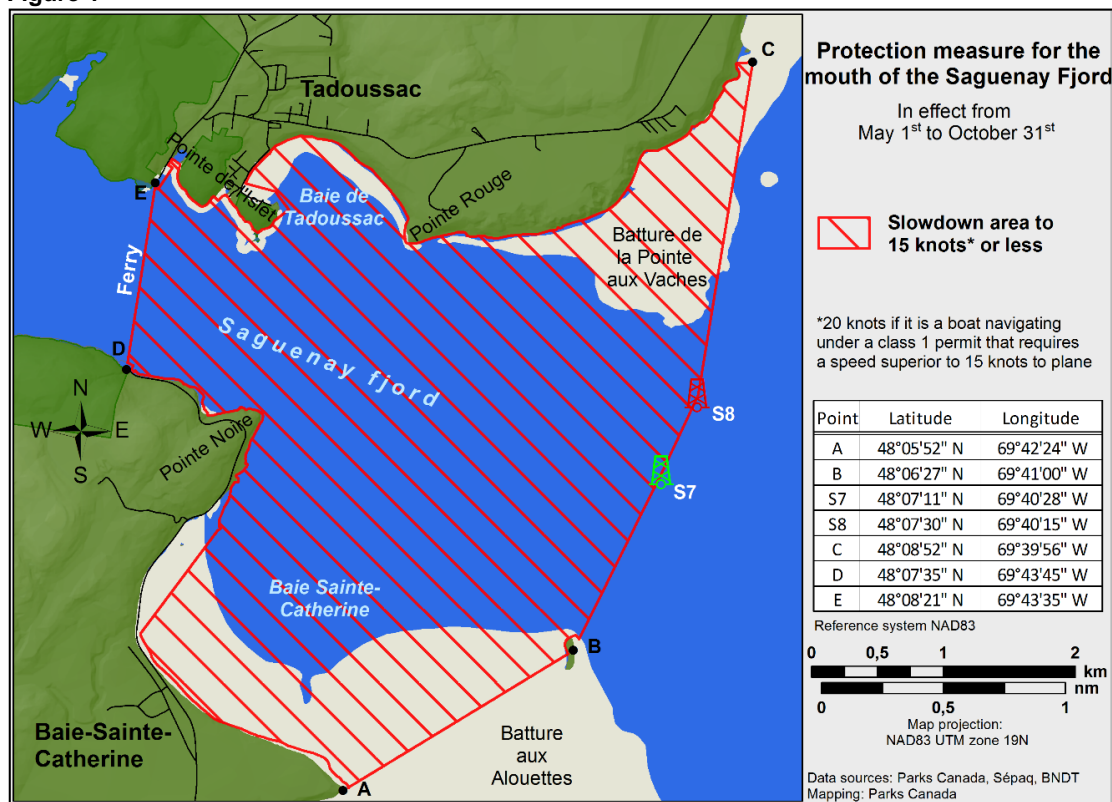 Figure 1
C
Tadoussac
Pointe de l'Islet
E
Baie de
Tadoussac
Pointe Rouge
Batture de
la Pointe
aux Vaches
Ferry
Saguenay fjord
D
N
W E
S
Pointe Noire
S8
S7
Baie Sainte-
Catherine
B
Baie-Sainte-
Catherine
Batture
aux
Alouettes
A
Protection measure for the
mouth of the Saguenay Fjord
In effect from
May 1st to October 31st
Slowdown area to
15 knots* or less
*20 knots if it is a boat navigating
under a class 1 permit that requires
a speed superior to 15 knots to plane
Point Latitude Longitude
A 48°05'52" N 69°42'24" W
B 48°06'27" N 69°41'00" W
S7 48°07'11" N 69°40'28" W
S8 48°07'30" N 69°40'15" W
C 48°08'52" N 69°39'56" W
D 48°07'35" N 69°43'45" W
E 48°08'21" N 69°43'35" W
Reference system NAD83
0 0,5 1 2
km
nm
0 0,5 1
Map projection:
NAD83 UTM zone 19N
Data sources: Parks Canada, Sépaq, BNDT
Mapping: Parks Canada